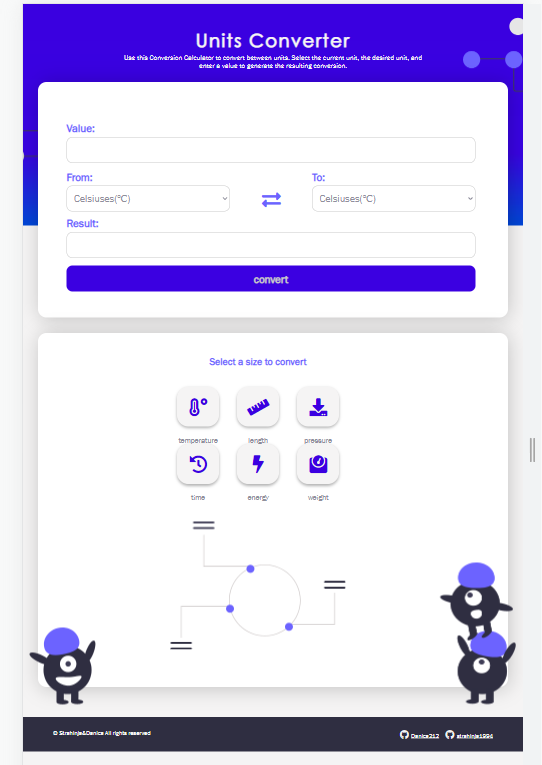 Units Converter
Use this Conversion Calculator to convert between units. Select the current unit, the desired unit, and
enter a value to generate the resulting conversion.
Value:
From:
To:
Celsiuses(°C)
Celsiuses(°C)
Result:
convert
Select a size to convert
temperature
length
pressure
time
energy
weight
© Strahinja&Danica All rights reserved
Danica212
strahinja1994